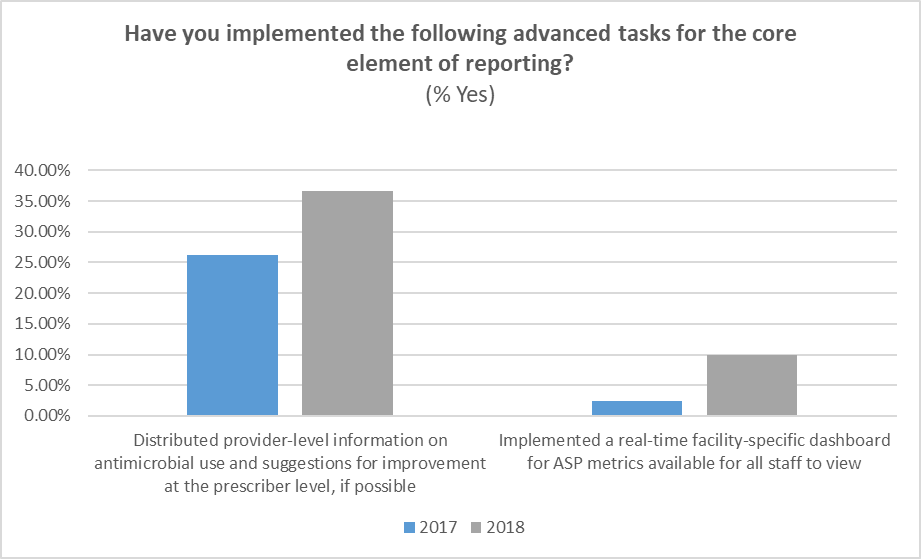 Have you implemented the following advanced tasks for the core
element of reporting?
(% Yes)
40.00%
35.00%
30.00%
25.00%
20.00%
15.00%
10.00%
5.00%
0.00%
Distributed provider-level information on
antimicrobial use and suggestions for improvement
at the prescriber level, if possible
Implemented a real-time facility-specific dashboard
for ASP metrics available for all staff to view
2017
2018